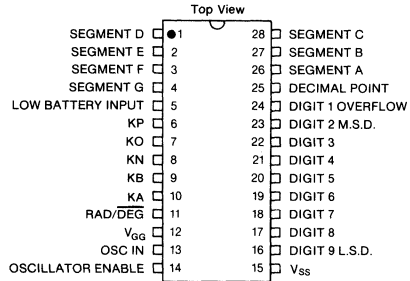 Top View
SEGMENT D 1 28 SEGMENT C
SEGMENT E 2 27 SEGMENT B
SEGMENT F 3 26 SEGMENT A
SEGMENT G 4 25 DECIMAL POINT
LOW BATTERY INPUT 5 24 DIGIT 1 OVERFLOW
KP 6 23 DIGIT 2 M.S.D.
KO 7 22 DIGIT 3
KN 8 21 DIGIT 4
KB 9 20 DIGIT 5
KA 10 19 DIGIT 6
RAD/D̅E̅G̅ 11 18 DIGIT 7
VGG 12 17 DIGIT 8
OSC IN 13 16 DIGIT 9 L.S.D.
OSCILLATOR ENABLE 14 15 VSS